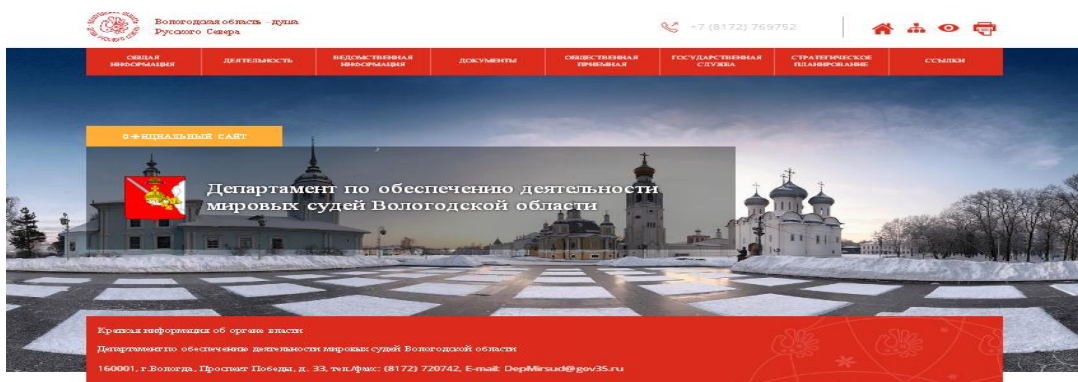 Вологодская область - душа
Русского Севера
+7 (8172) 769752
ОБЩАЯ
ИНФОРМАЦИЯ
ДЕЯТЕЛЬНОСТЬ
ВЕДОМСТВЕННАЯ
ИНФОРМАЦИЯ
ДОКУМЕНТЫ
ОБЩЕСТВЕННАЯ
ПРИЕМНАЯ
ГОСУДАРСТВЕННАЯ
СЛУЖБА
СТРАТЕГИЧЕСКОЕ
ПЛАНИРОВАНИЕ
ССЫЛКИ
ОФИЦИАЛЬНЫЙ САЙТ
Департамент по обеспечению деятельности
мировых судей Вологодской области
Краткая информация об органе власти
Департамент по обеспечению деятельности мировых судей Вологодской области
160001, г.Вологда, Проспект Победы, д. 33, тел./факс: (8172) 720742, E-mail: DepMirsud@gov35.ru